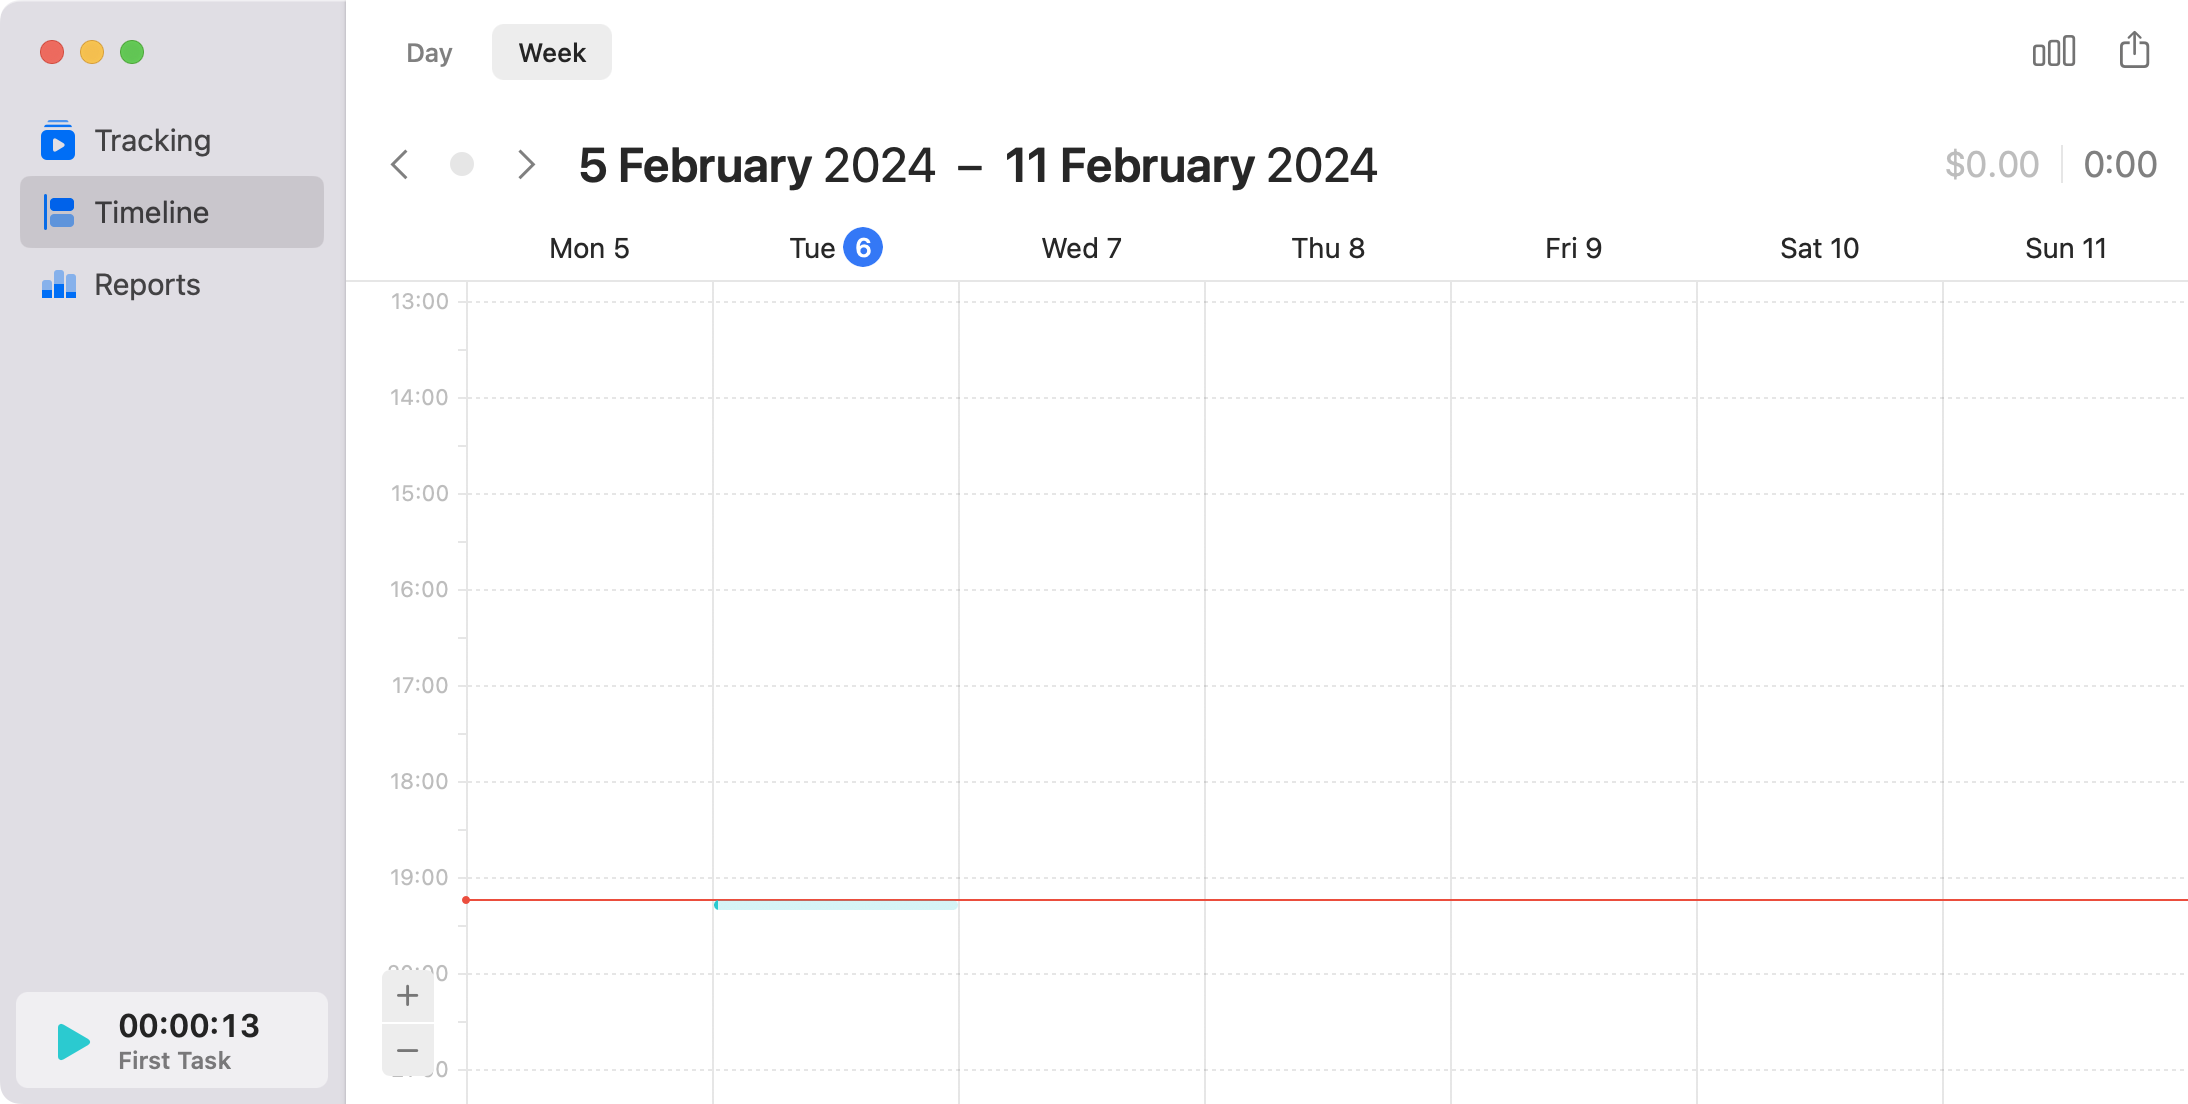 Day
Week
Tracking
Timeline
Reports
5 February 2024 – 11 February 2024
$0.00
0:00
Mon 5
Tue 6
Wed 7
Thu 8
Fri 9
Sat 10
Sun 11
13:00
14:00
15:00
16:00
17:00
18:00
19:00
00:00:13
First Task